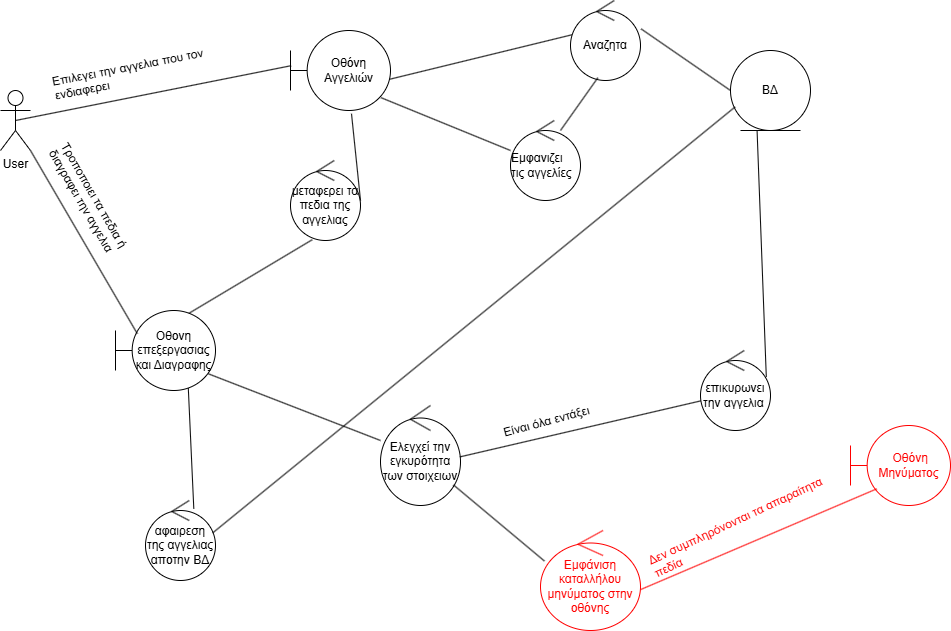 Οθόνη
Αγγελιών
Αναζητα
ΒΔ
Επιλεγει την αγγελια που τον
ενδιαφερει
User
Εμφανιζει
τις αγγελίες
Τροποποιει τα πεδια ή
διαγραφει την αγγελια
μεταφερει τα
πεδια της
αγγελιας
Οθονη
επεξεργασιας
και Διαγραφης
επικυρωνει
την αγγελια
Είναι όλα εντάξει
Ελεγχεί την
εγκυρότητα
των στοιχειων
Οθόνη
Μηνύματος
Δεν συμπληρόνονται τα απαραίτητα
πεδία
αφαιρεση
της αγγελιας
αποτην ΒΔ
Εμφάνιση
καταλλήλου
μηνύματος στην
οθόνης